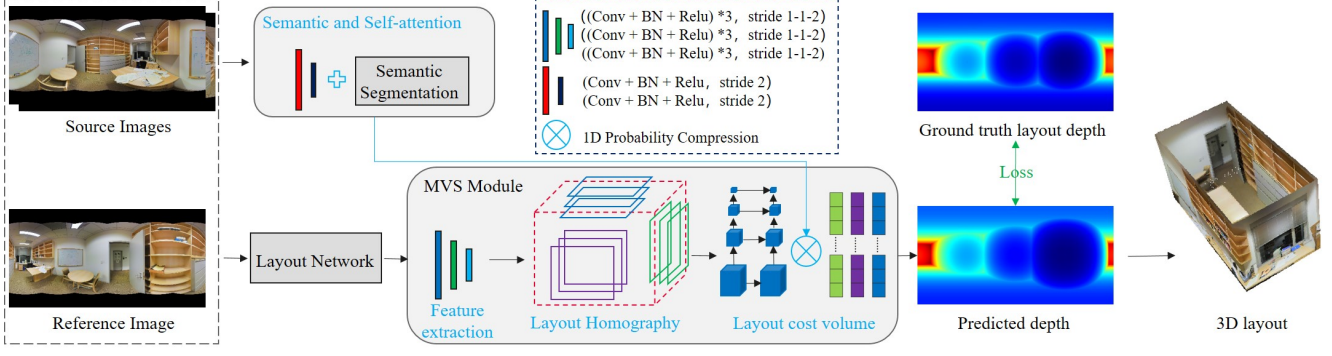 Source Images
Reference Image
Semantic and Self-attention
Semantic
Segmentation
((Conv + BN + Relu) *3, stride 1-1-2)
((Conv + BN + Relu) *3, stride 1-1-2)
((Conv + BN + Relu) *3, stride 1-1-2)
(Conv + BN + Relu, stride 2)
(Conv + BN + Relu, stride 2)
1D Probability Compression
Layout Network
MVS Module
Feature
extraction
Layout Homography
Layout cost volume
Ground truth layout depth
Loss
Predicted depth
3D layout